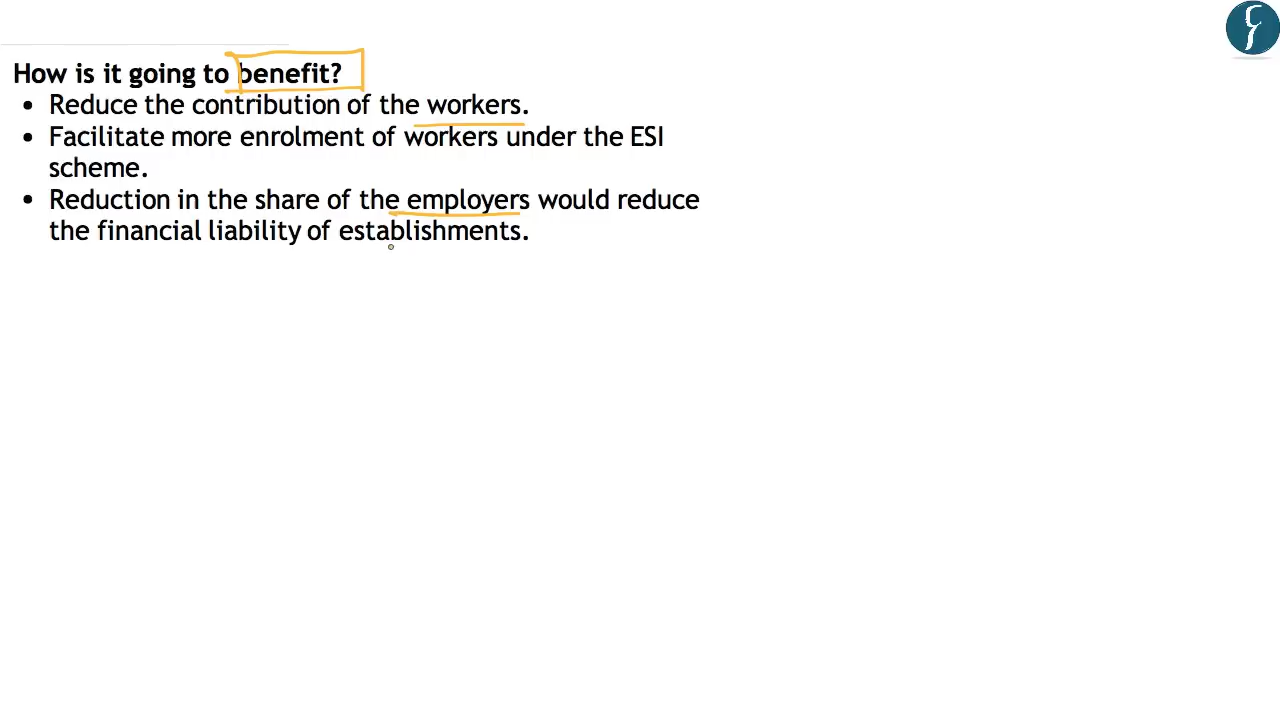 How is it going to benefit?
• Reduce the contribution of the workers.
• Facilitate more enrolment of workers under the ESI
scheme.
• Reduction in the share of the employers would reduce
the financial liability of establishments.